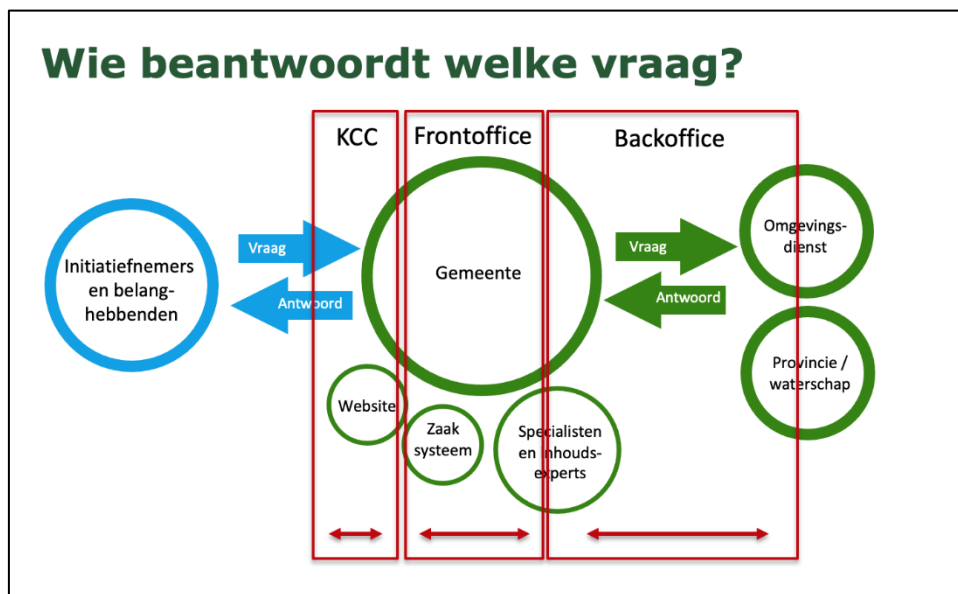 Wie beantwoordt welke vraag?
KCC
Frontoffice
Backoffice
Initiatiefnemers
en belang-
hebbenden
Vraag
Antwoord
Gemeente
Vraag
Antwoord
Omgevings-
dienst
Provincie /
waterschap
Website
Zaak
systeem
Specialisten
en inhouds-
experts